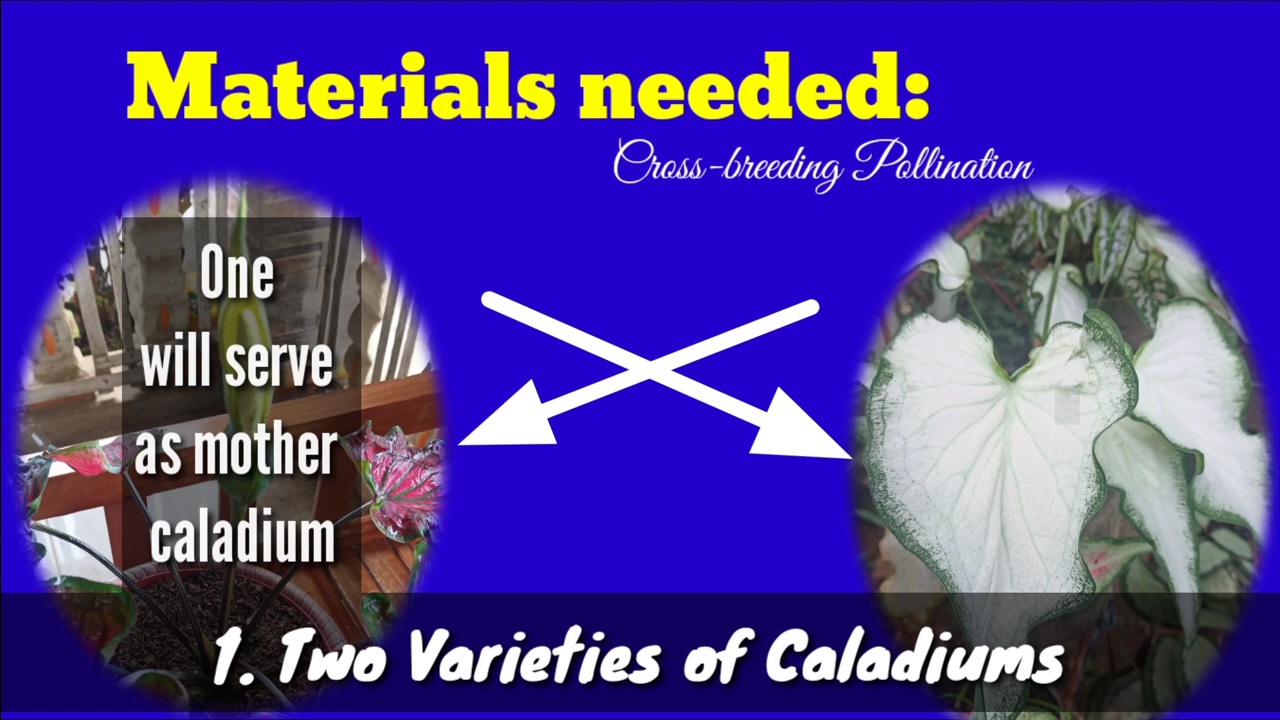 Materials needed:
Cross-breeding Pollination
One
will serve
as mother
caladium
1. Two Varieties of Caladiums